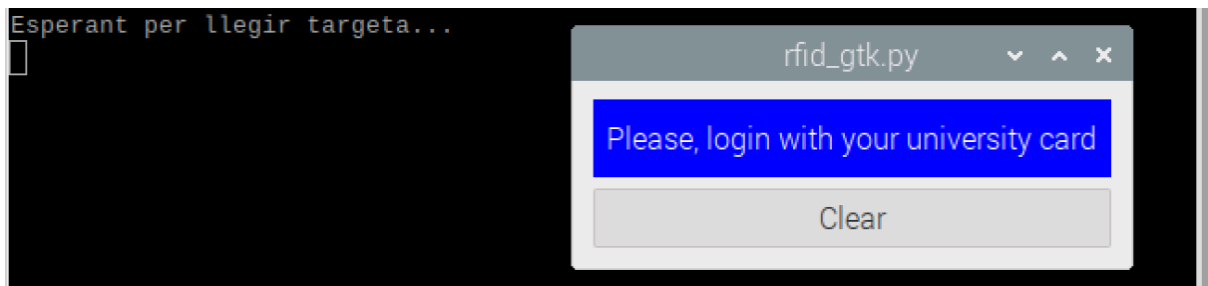 Esperant per llegir targeta...
rfid_gtk.py
Please, login with your university card
Clear